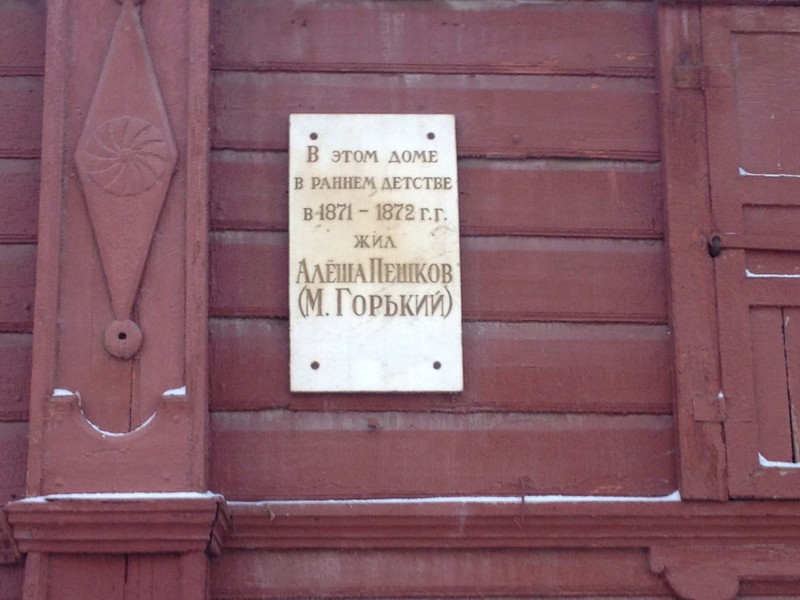 В ЭТОМ ДОМЕ
В РАННЕМ ДЕТСТВЕ
В 1871 - 1872 Г.Г.
ЖИЛ
АЛЁША ПЕШКОВ
(М. ГОРЬКИЙ)